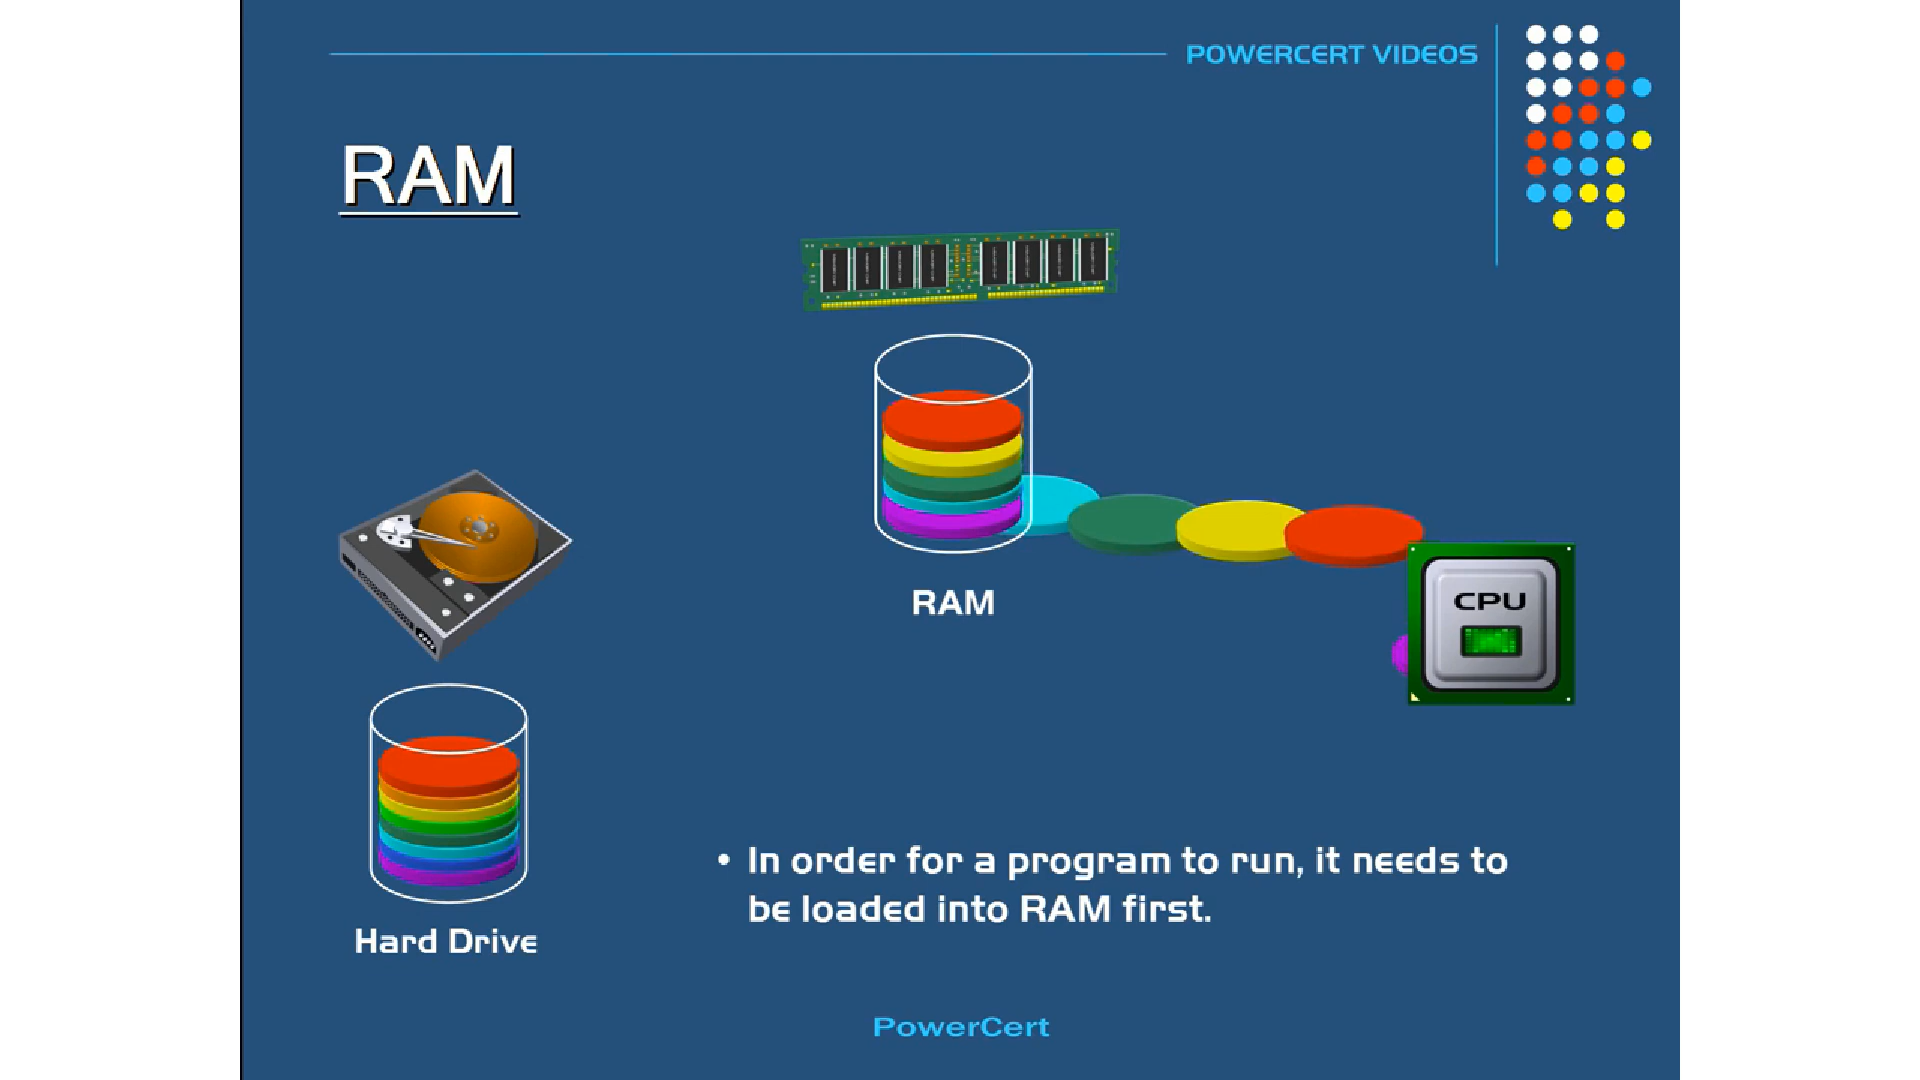 POWERCERT VIDEOS
RAM
RAM
CPU
• In order for a program to run, it needs to
be loaded into RAM first.
Hard Drive
PowerCert